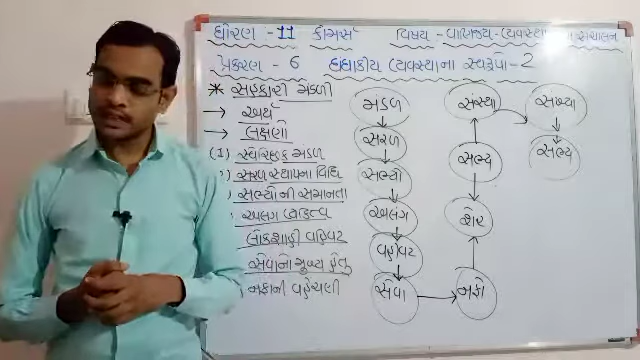 ધોરણ - 11 કોમર્સ વિષય - વાણિજ્ય વ્યવસ્થા સંચાલન
પ્રકરણ - 6 ધંધાકીય વ્યવસ્થાના સ્વરૂપો - 2
* સહકારી મંડળી
→ અર્થ
→ લક્ષણો
(1) સ્વૈચ્છિક મંડળ
સરળ સ્થાપના વિધિ
સભ્યોની સમાનતા
અલગ વ્યક્તિત્વ
લોકશાહી વહીવટ
સેવાનો મુખ્ય હેતુ
નફાની વહેંચણી
મંડળ
સરળ
સભ્યો
અલગ
વહીવટ
સેવા
સંસ્થા
સભ્ય
શેર
નફો
સંખ્યા
સભ્ય